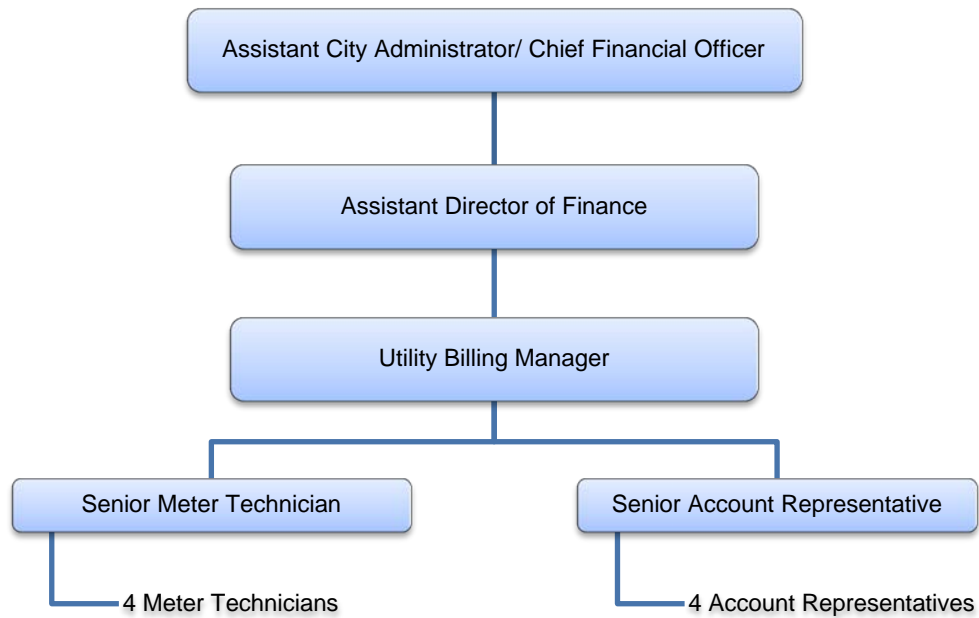 Assistant City Administrator/ Chief Financial Officer
Assistant Director of Finance
Utility Billing Manager
Senior Meter Technician
Senior Account Representative
4 Meter Technicians
4 Account Representatives